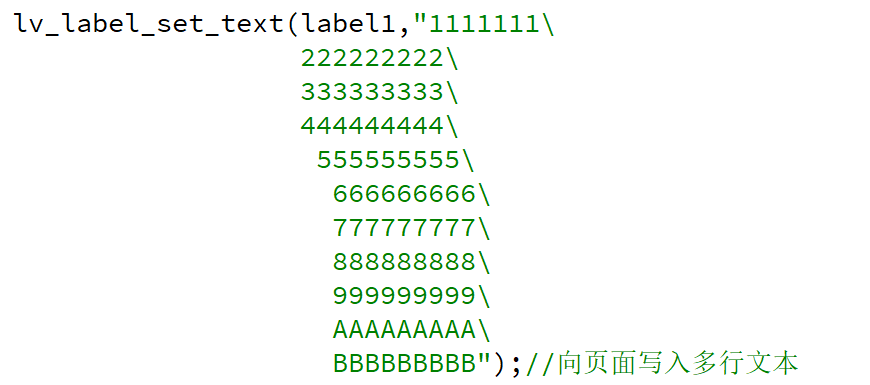 lv_label_set_text(label1,"1111111\
222222222\
333333333\
444444444\
555555555\
666666666\
777777777\
888888888\
999999999\
AAAAAAAAA\
BBBBBBBBB");//向页面写入多行文本